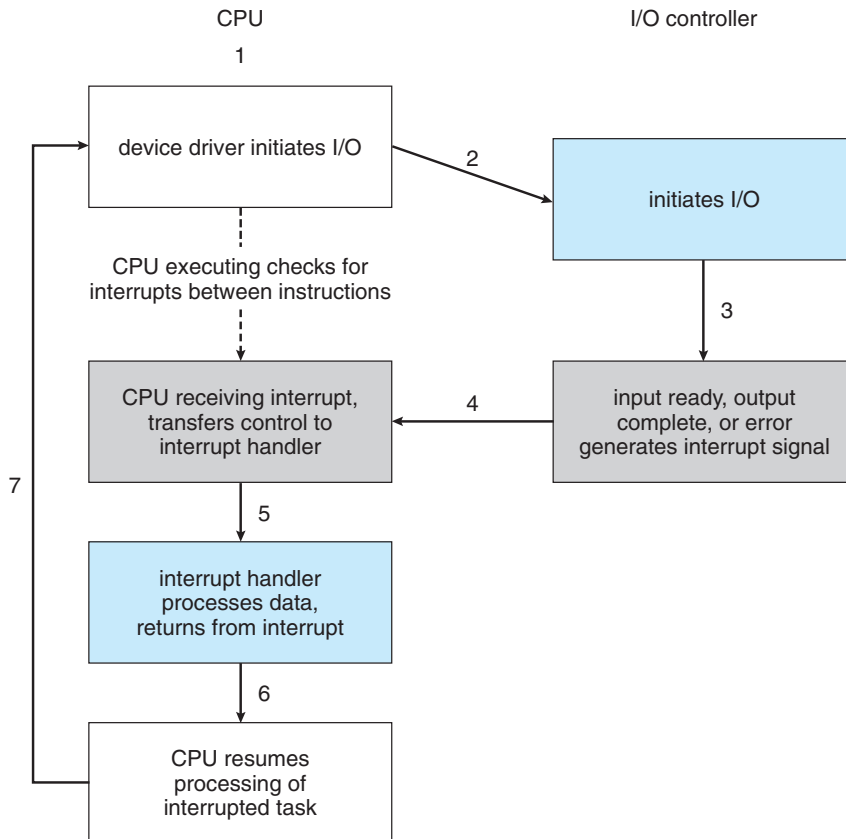 CPU
I/O controller
1
device driver initiates I/O
2
initiates I/O
CPU executing checks for
interrupts between instructions
3
CPU receiving interrupt,
transfers control to
interrupt handler
4
input ready, output
complete, or error
generates interrupt signal
7
5
interrupt handler
processes data,
returns from interrupt
6
CPU resumes
processing of
interrupted task